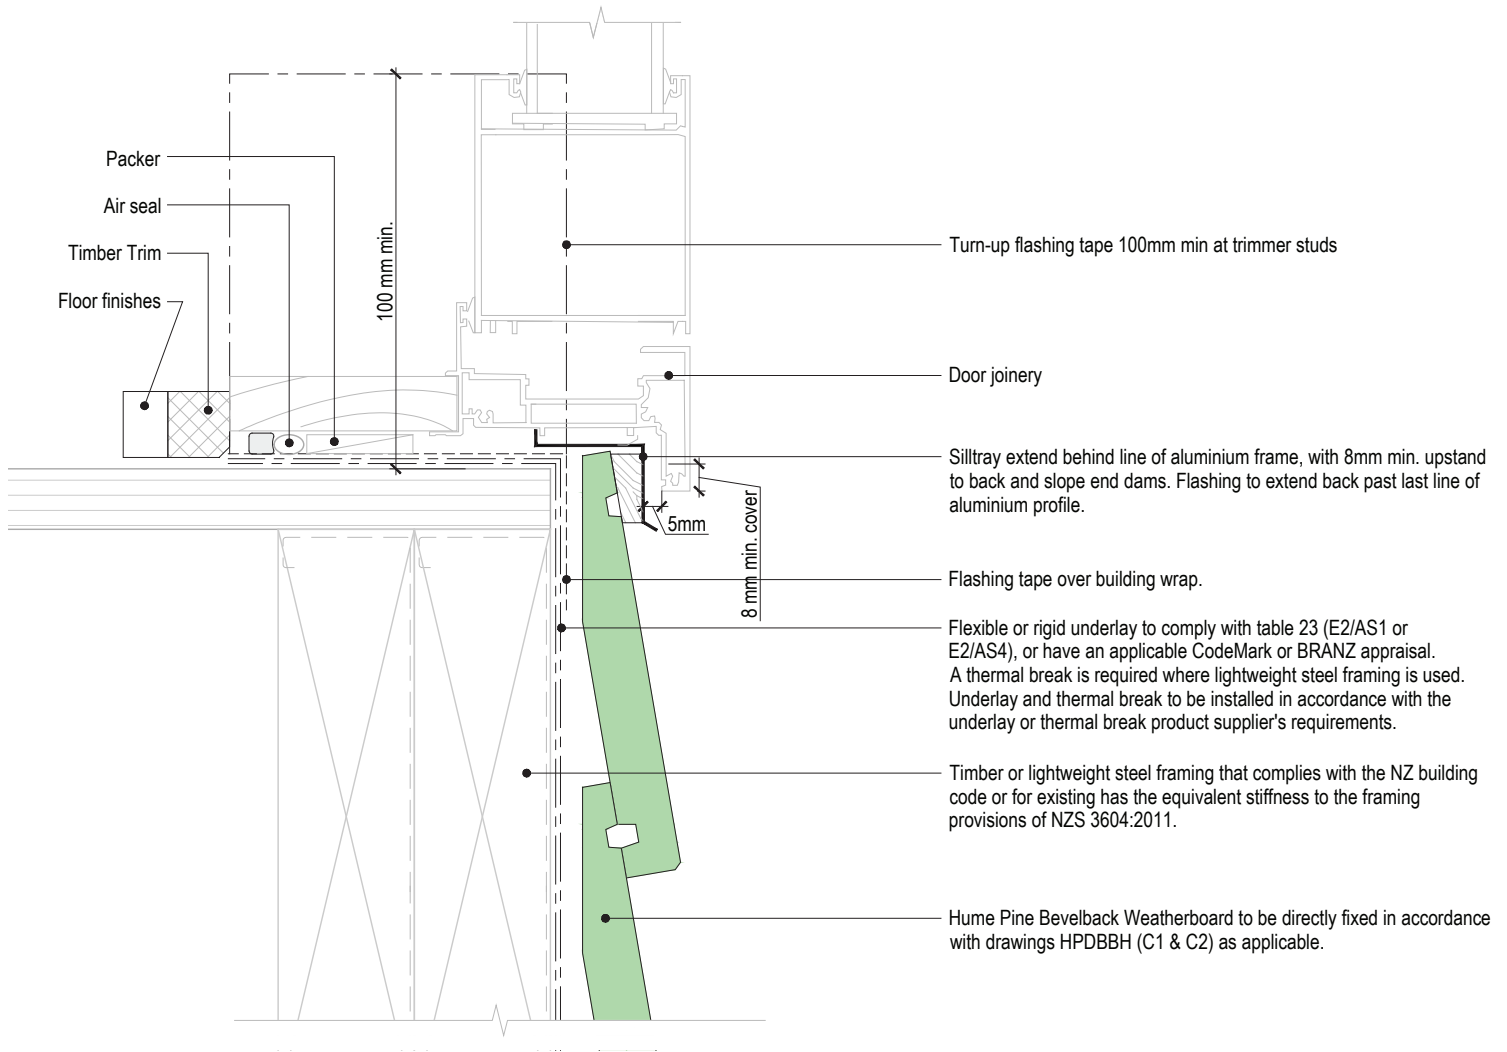 Packer
Air seal
Timber Trim
Floor finishes
100 mm min.
Turn-up flashing tape 100mm min at trimmer studs
Door joinery
Silltray extend behind line of aluminium frame, with 8mm min. upstand
to back and slope end dams. Flashing to extend back past last line of
aluminium profile.
5mm
8 mm min. cover
Flashing tape over building wrap.
Flexible or rigid underlay to comply with table 23 (E2/AS1 or
E2/AS4), or have an applicable CodeMark or BRANZ appraisal.
A thermal break is required where lightweight steel framing is used.
Underlay and thermal break to be installed in accordance with the
underlay or thermal break product supplier's requirements.
Timber or lightweight steel framing that complies with the NZ building
code or for existing has the equivalent stiffness to the framing
provisions of NZS 3604:2011.
Hume Pine Bevelback Weatherboard to be directly fixed in accordance
with drawings HPDBBH (C1 & C2) as applicable.